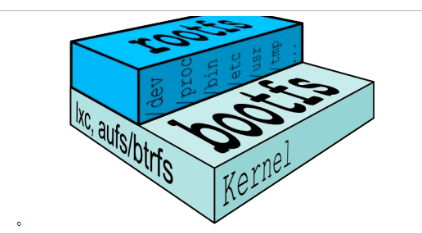 rootfs
/dev
/proc
/bin
/etc
/usr
/tmp
...
bootfs
lxc, aufs/btrfs
Kernel